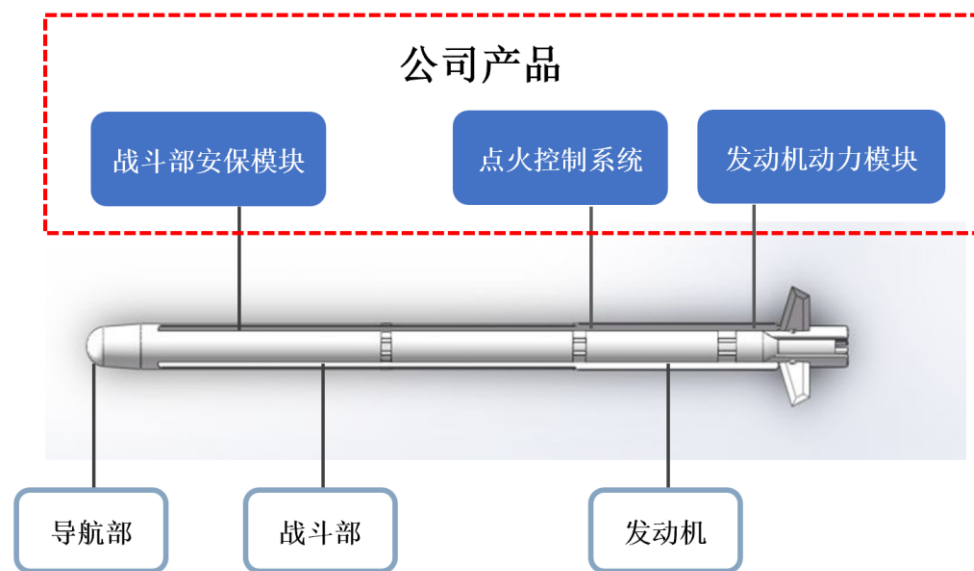 公司产品
战斗部安保模块
点火控制系统
发动机动力模块
导航部
战斗部
发动机